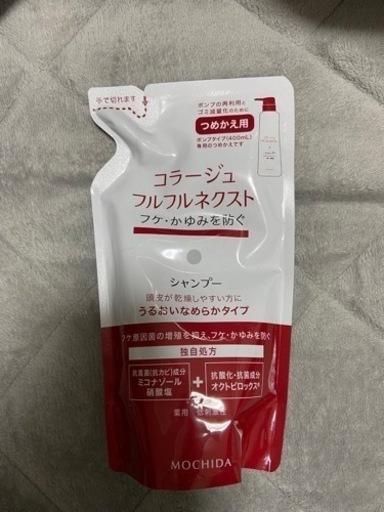 手で切れます
ポンプの再利用と
ゴミ減量化のために
つめかえ用
ポンプタイプ(400mL)
専用のつめかえです
コラージュ
フルフルネクスト
フケ・かゆみを防ぐ
シャンプー
頭皮が乾燥しやすい方に
うるおいなめらかタイプ
フケ原因菌の増殖を抑え、フケ・かゆみを防ぐ
独自処方
抗真菌(抗カビ)成分
ミコナゾール
硝酸塩
+
抗酸化・抗菌成分
オクトピロックス®
薬用 低刺激性
MOCHIDA